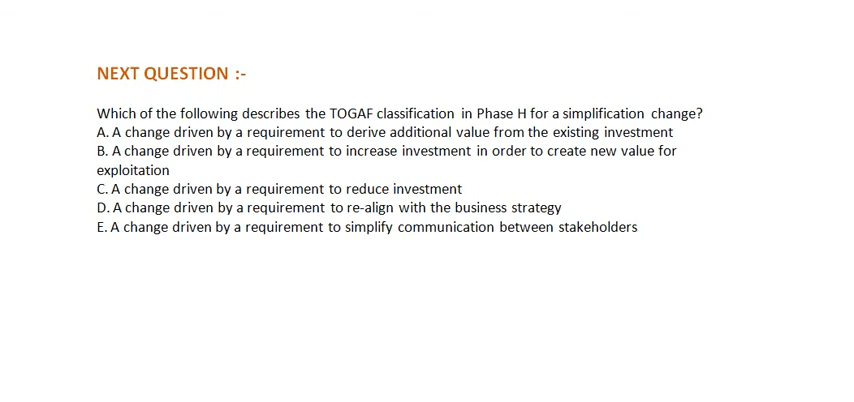 NEXT QUESTION :-
Which of the following describes the TOGAF classification in Phase H for a simplification change?
A. A change driven by a requirement to derive additional value from the existing investment
B. A change driven by a requirement to increase investment in order to create new value for
exploitation
C. A change driven by a requirement to reduce investment
D. A change driven by a requirement to re-align with the business strategy
E. A change driven by a requirement to simplify communication between stakeholders